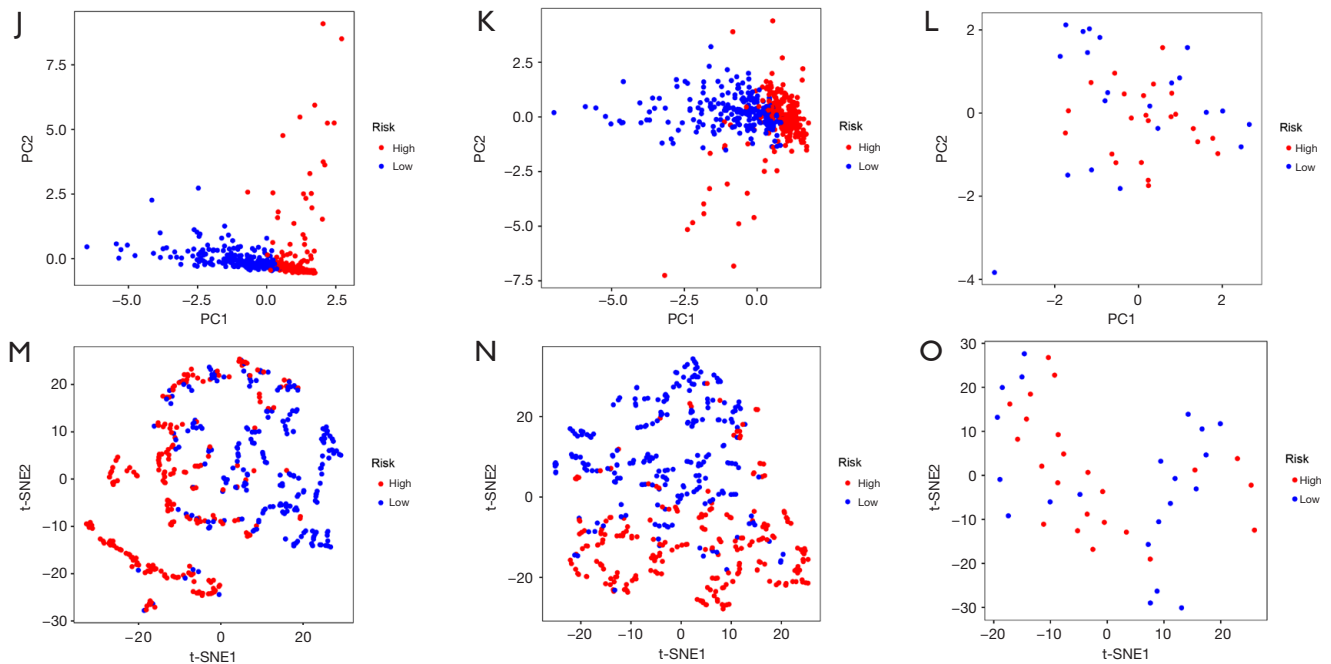 J
7.5
5.0
2.5
0.0
PC2
−5.0 −2.5 0.0 2.5
PC1
Risk
High
Low
K
2.5
0.0
−2.5
−5.0
−7.5
PC2
−5.0 −2.5 0.0
PC1
Risk
High
Low
L
2
0
−2
−4
PC2
−2 0 2
PC1
Risk
High
Low
M
20
10
0
−10
−20
−30
t-SNE2
−20 0 20
t-SNE1
Risk
High
Low
N
20
0
−20
t-SNE2
−20 −10 0 10 20
t-SNE1
Risk
High
Low
O
30
20
10
0
−10
−20
−30
t-SNE2
−20 −10 0 10 20
t-SNE1
Risk
High
Low